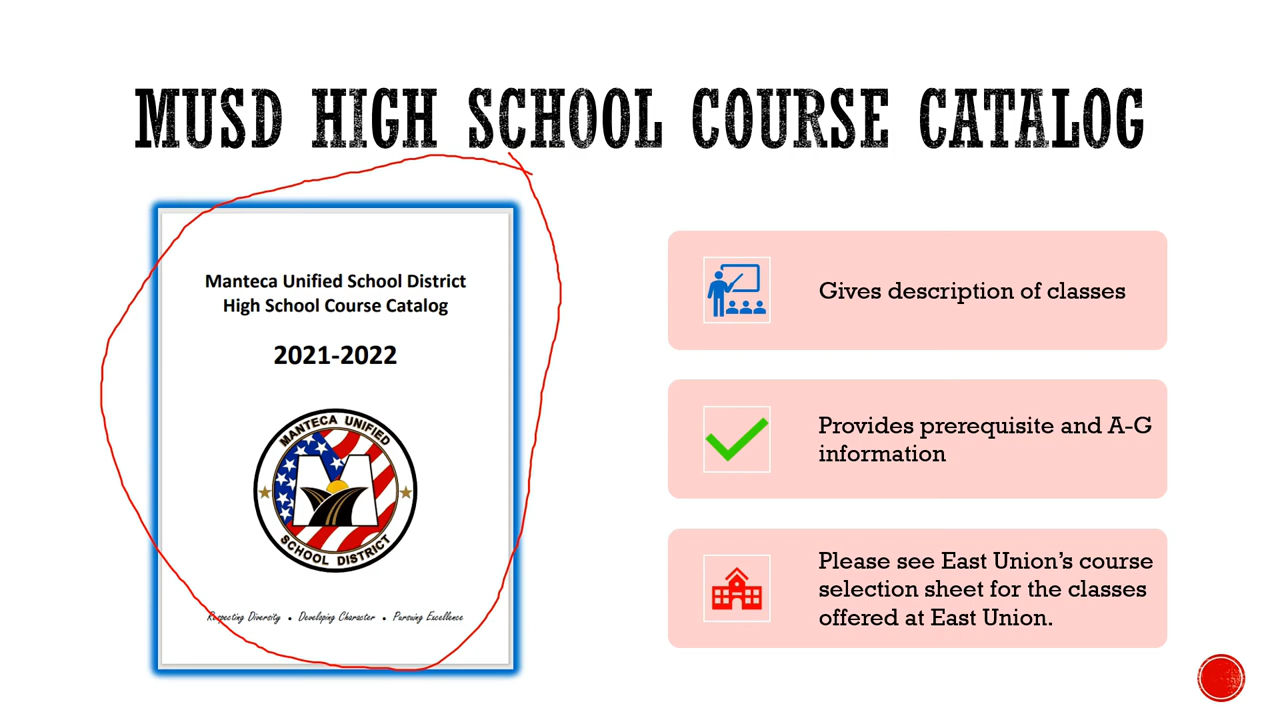 MUSD HIGH SCHOOL COURSE CATALOG
Manteca Unified School District
High School Course Catalog
2021-2022
MANTECA UNIFIED
SCHOOL DISTRICT
Respecting Diversity • Developing Character • Pursuing Excellence
Gives description of classes
Provides prerequisite and A-G
information
Please see East Union’s course
selection sheet for the classes
offered at East Union.